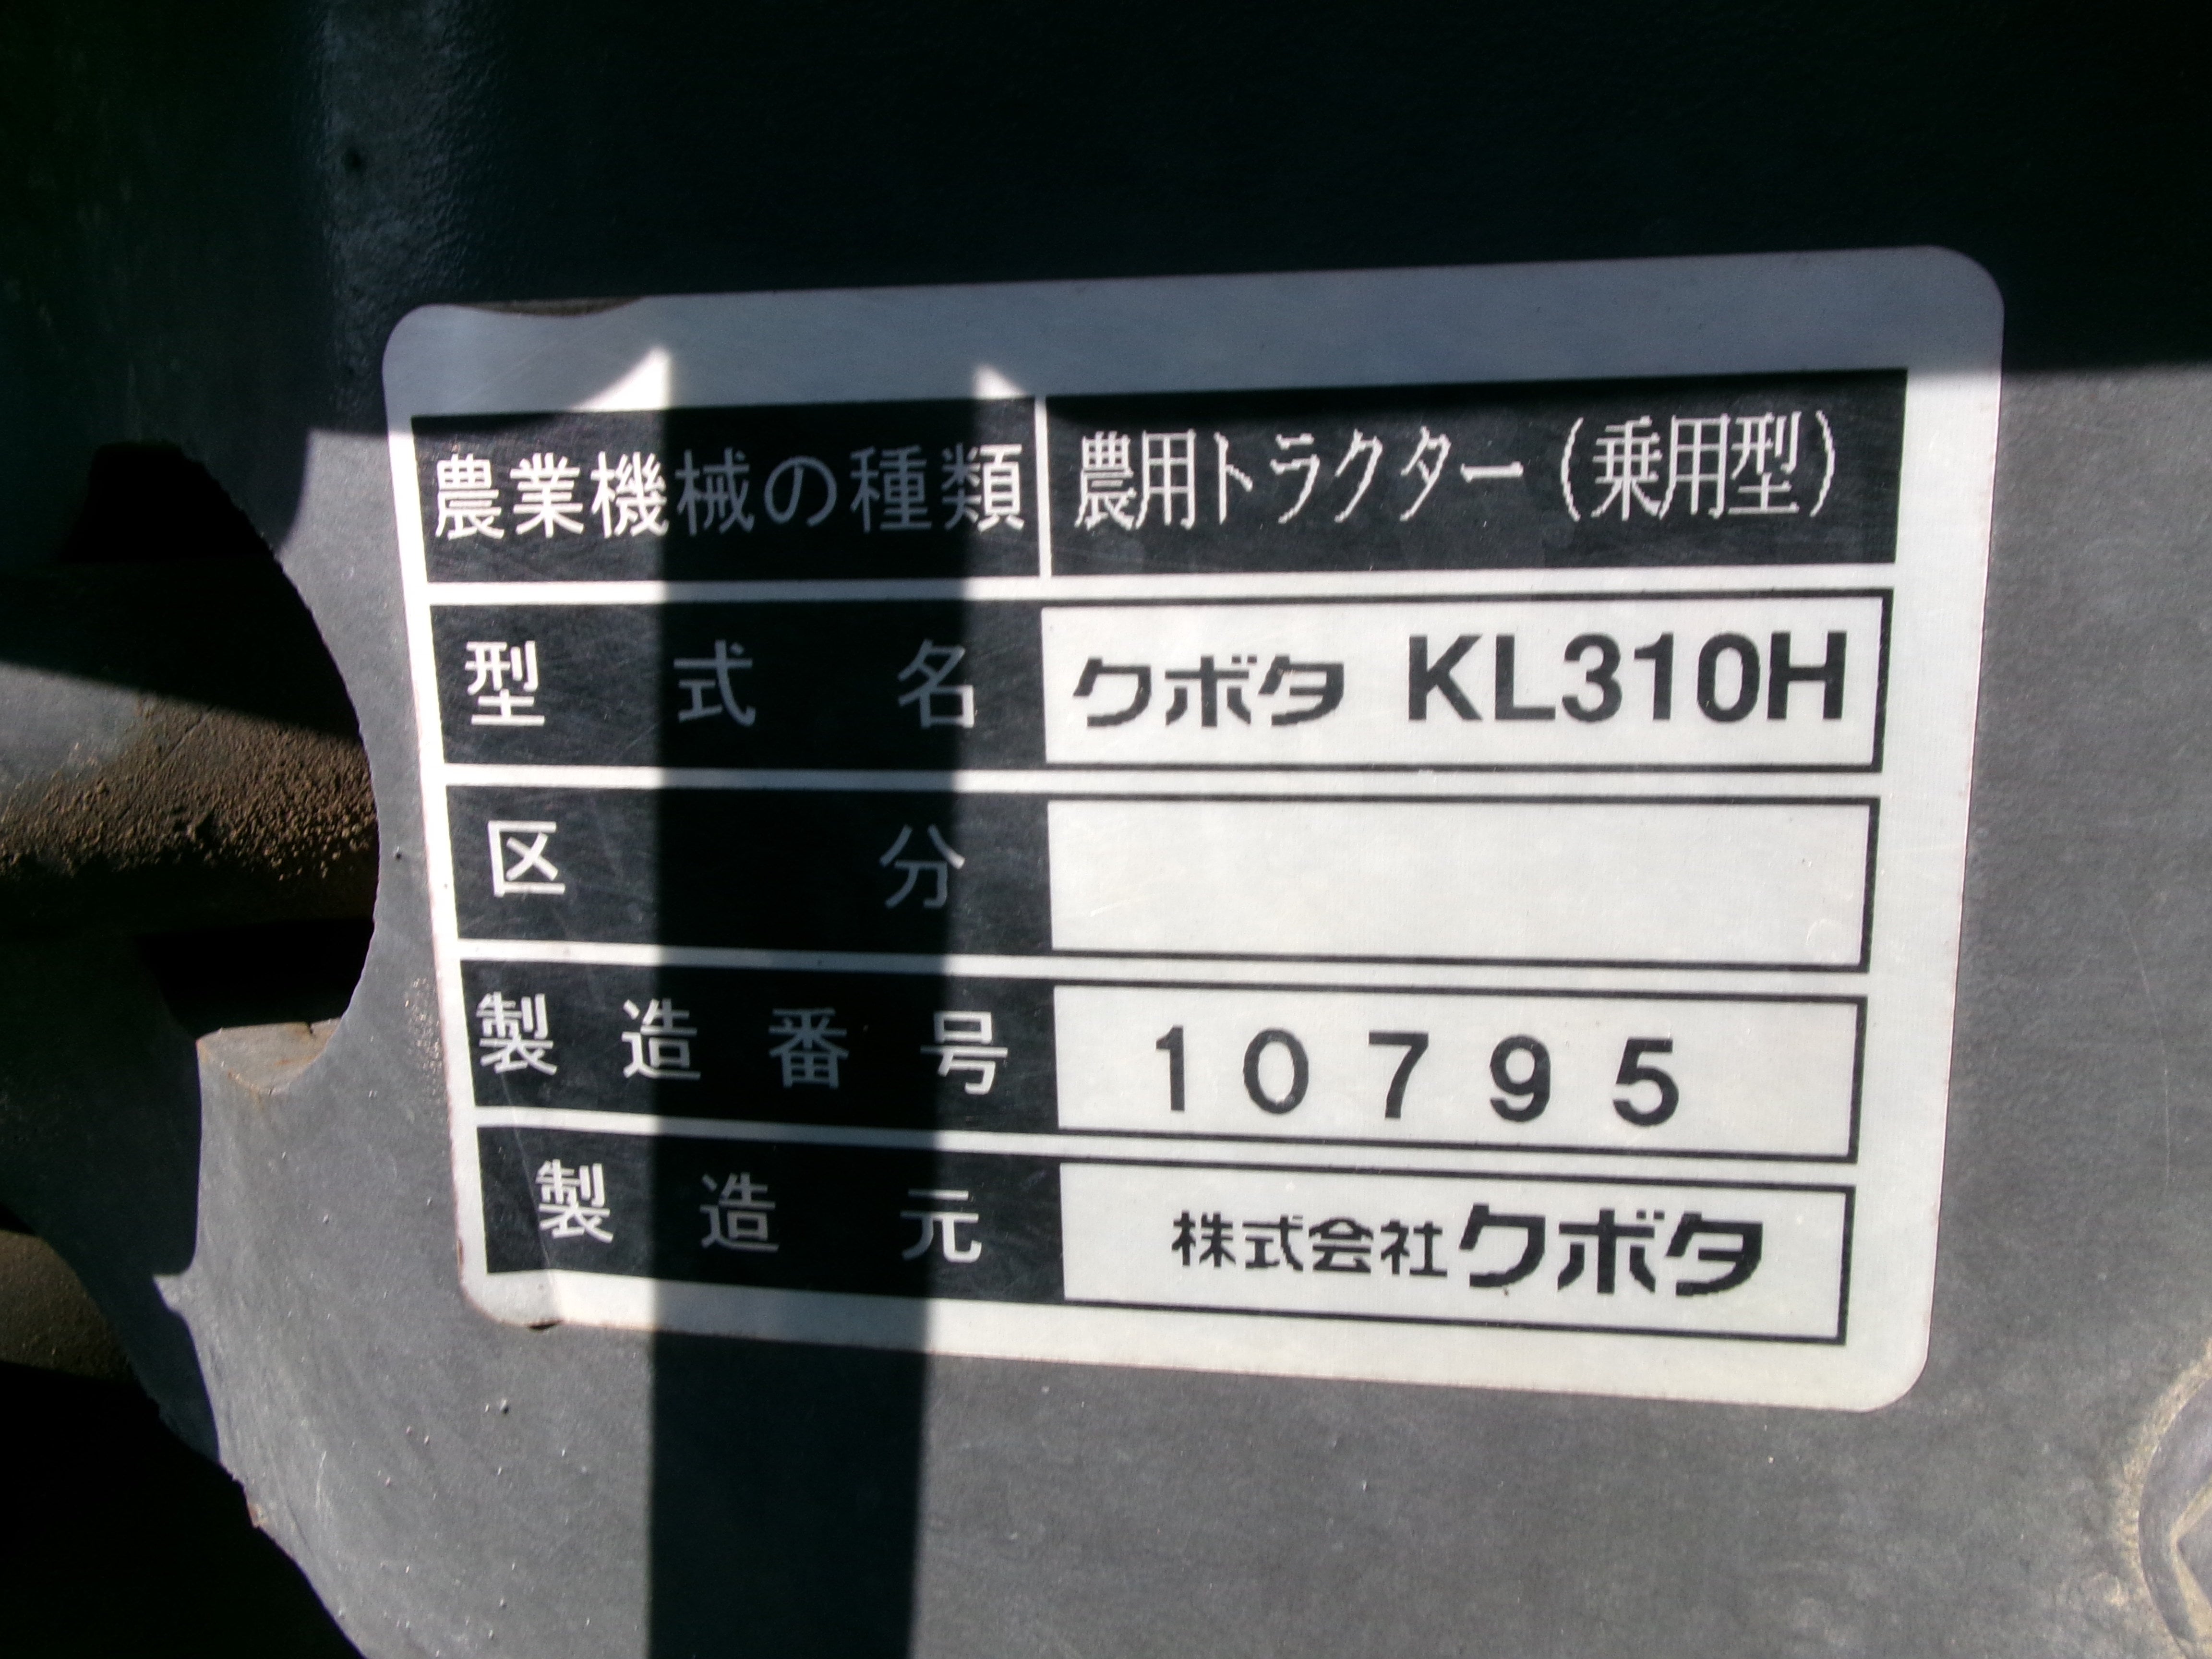 農業機械の種類 農用トラクター(乗用型)
型式名 クボタ KL310H
区分
製造番号 10795
製造元 株式会社クボタ